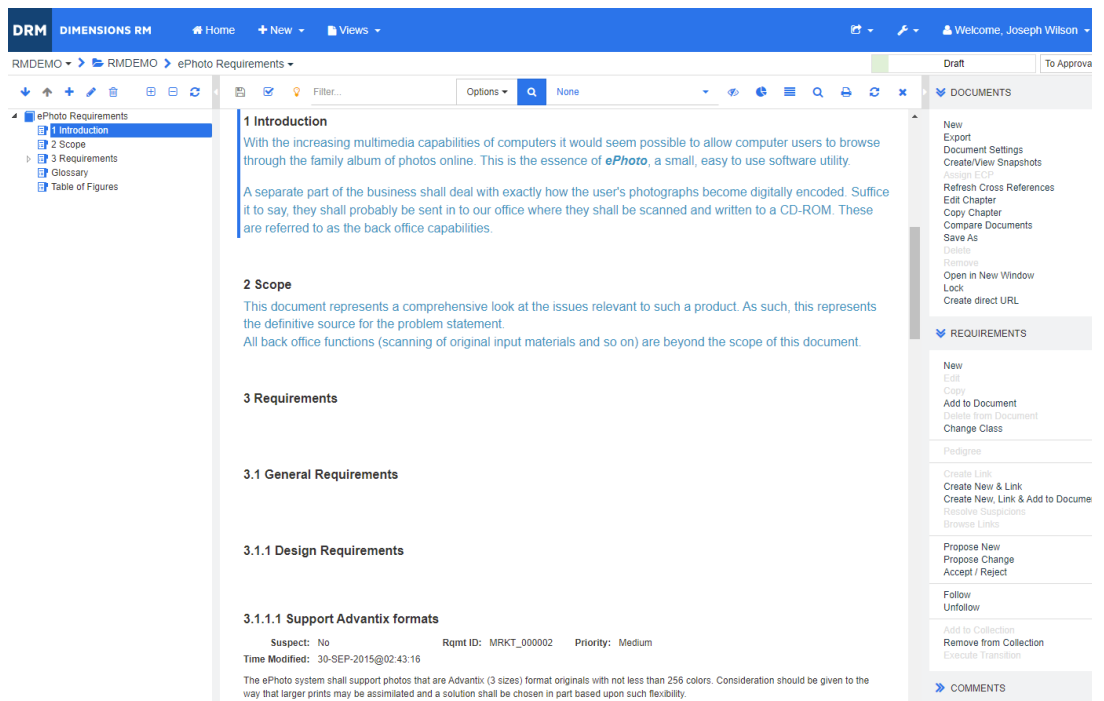 DRM DIMENSIONS RM Home New Views Welcome, Joseph Wilson
RMDEMO RMDEMO ePhoto Requirements Draft To Approva
Filter... Options None
DOCUMENTS
ePhoto Requirements
1 Introduction
2 Scope
3 Requirements
Glossary
Table of Figures
1 Introduction
With the increasing multimedia capabilities of computers it would seem possible to allow computer users to browse
through the family album of photos online. This is the essence of ePhoto, a small, easy to use software utility.
A separate part of the business shall deal with exactly how the user's photographs become digitally encoded. Suffice
it to say, they shall probably be sent in to our office where they shall be scanned and written to a CD-ROM. These
are referred to as the back office capabilities.
2 Scope
This document represents a comprehensive look at the issues relevant to such a product. As such, this represents
the definitive source for the problem statement.
All back office functions (scanning of original input materials and so on) are beyond the scope of this document.
3 Requirements
3.1 General Requirements
3.1.1 Design Requirements
3.1.1.1 Support Advantix formats
Suspect: No Rqmt ID: MRKT_000002 Priority: Medium
Time Modified: 30-SEP-2015@02:43:16
The ePhoto system shall support photos that are Advantix (3 sizes) format originals with not less than 256 colors. Consideration should be given to the
way that larger prints may be assimilated and a solution shall be chosen in part based upon such flexibility.
New
Export
Document Settings
Create/View Snapshots
Assign ECP
Refresh Cross References
Edit Chapter
Copy Chapter
Compare Documents
Save As
Delete
Remove
Open in New Window
Lock
Create direct URL
REQUIREMENTS
New
Edit
Copy
Add to Document
Delete from Document
Change Class
Pedigree
Create Link
Create New & Link
Create New, Link & Add to Docume
Resolve Suspicions
Browse Links
Propose New
Propose Change
Accept / Reject
Follow
Unfollow
Add to Collection
Remove from Collection
Execute Transition
COMMENTS